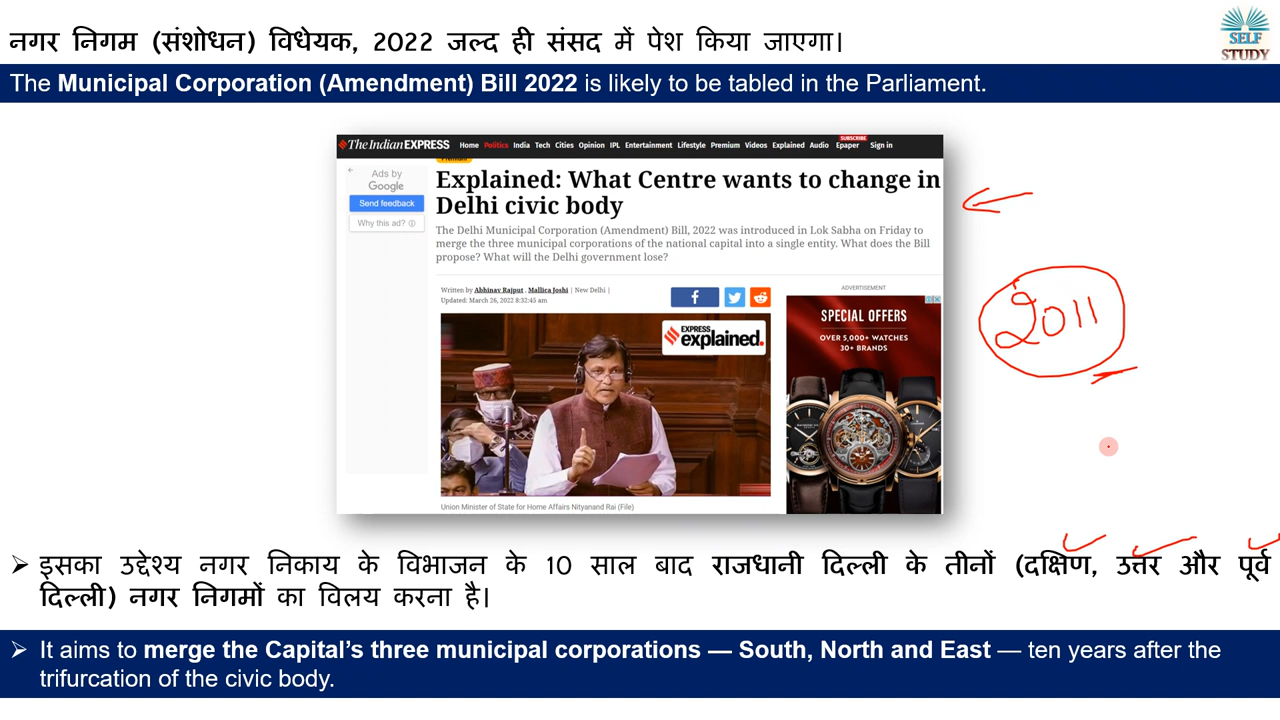 नगर निगम (संशोधन) विधेयक, 2022 जल्द ही संसद में पेश किया जाएगा।
SELF
STUDY
The Municipal Corporation (Amendment) Bill 2022 is likely to be tabled in the Parliament.
The Indian EXPRESS Home Politics India Tech Cities Opinion IPL Entertainment Lifestyle Premium Videos Explained Audio Epaper SUBSCRIBE Sign in
Premium
Ads by
Google
Send feedback
Why this ad?
Explained: What Centre wants to change in
Delhi civic body
The Delhi Municipal Corporation (Amendment) Bill, 2022 was introduced in Lok Sabha on Friday to
merge the three municipal corporations of the national capital into a single entity. What does the Bill
propose? What will the Delhi government lose?
Written by Abhinav Rajput , Mallica Joshi | New Delhi |
Updated: March 26, 2022 8:32:45 am
ADVERTISEMENT
EXPRESS
explained.
SPECIAL OFFERS
OVER 5,000+ WATCHES
30+ BRANDS
Union Minister of State for Home Affairs Nityanand Rai (File)
2011
➢ इसका उद्देश्य नगर निकाय के विभाजन के 10 साल बाद राजधानी दिल्ली के तीनों (दक्षिण, उत्तर और पूर्व
दिल्ली) नगर निगमों का विलय करना है।
➢ It aims to merge the Capital's three municipal corporations — South, North and East — ten years after the
trifurcation of the civic body.